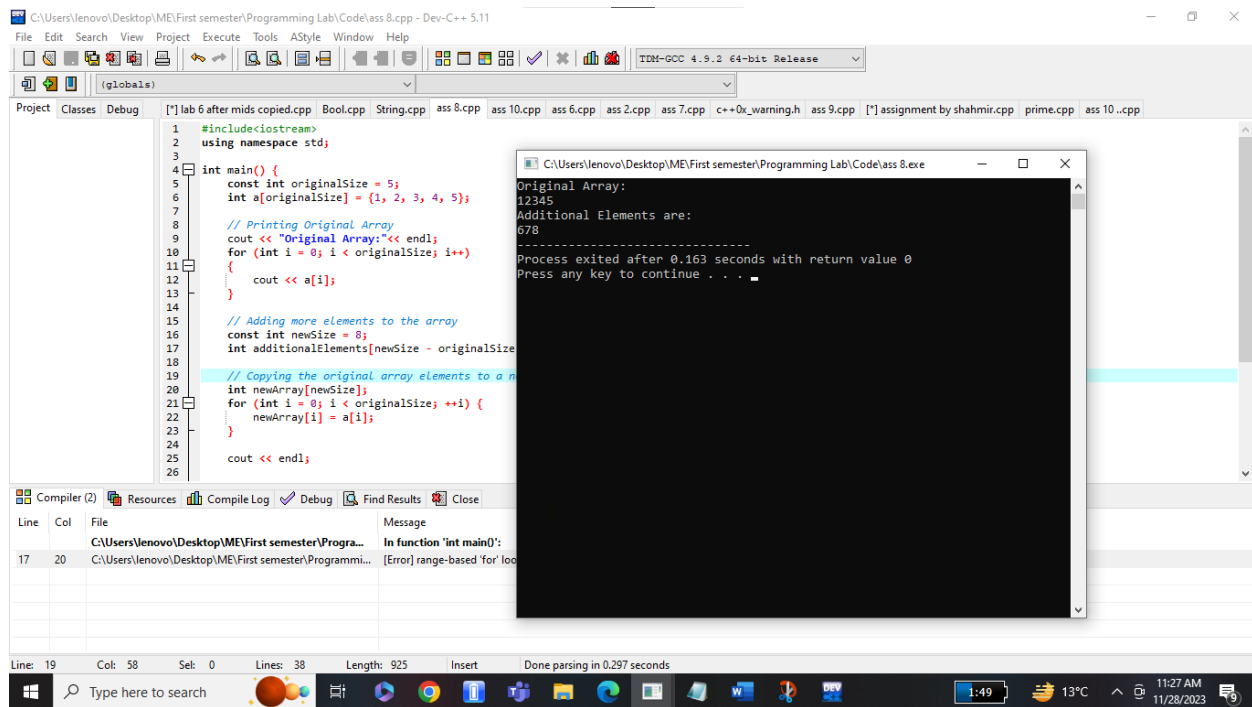 C:\Users\lenovo\Desktop\ME\First semester\Programming Lab\Code\ass 8.cpp - Dev-C++ 5.11
File Edit Search View Project Execute Tools AStyle Window Help
TDM-GCC 4.9.2 64-bit Release
(globals)
Project Classes Debug
[*] lab 6 after mids copied.cpp Bool.cpp String.cpp ass 8.cpp ass 10.cpp ass 6.cpp ass 2.cpp ass 7.cpp c++0x_warning.h ass 9.cpp [*] assignment by shahmir.cpp prime.cpp ass 10 ..cpp
1 #include<iostream>
2 using namespace std;
3
4 int main() {
5 const int originalSize = 5;
6 int a[originalSize] = {1, 2, 3, 4, 5};
7
8 // Printing Original Array
9 cout << "Original Array:"<< endl;
10 for (int i = 0; i < originalSize; i++)
11 {
12 cout << a[i];
13 }
14
15 // Adding more elements to the array
16 const int newSize = 8;
17 int additionalElements[newSize - originalSize
18
19 // Copying the original array elements to a n
20 int newArray[newSize];
21 for (int i = 0; i < originalSize; ++i) {
22 newArray[i] = a[i];
23 }
24
25 cout << endl;
26
C:\Users\lenovo\Desktop\ME\First semester\Programming Lab\Code\ass 8.exe
Original Array:
12345
Additional Elements are:
678
--------------------------------
Process exited after 0.163 seconds with return value 0
Press any key to continue . . .
Compiler (2) Resources Compile Log Debug Find Results Close
Line Col File Message
C:\Users\lenovo\Desktop\ME\First semester\Progra... In function 'int main()':
17 20 C:\Users\lenovo\Desktop\ME\First semester\Programmi... [Error] range-based 'for' loo
Line: 19 Col: 58 Sel: 0 Lines: 38 Length: 925 Insert Done parsing in 0.297 seconds
Type here to search
DEV
1:49
13°C
11:27 AM
11/28/2023
9